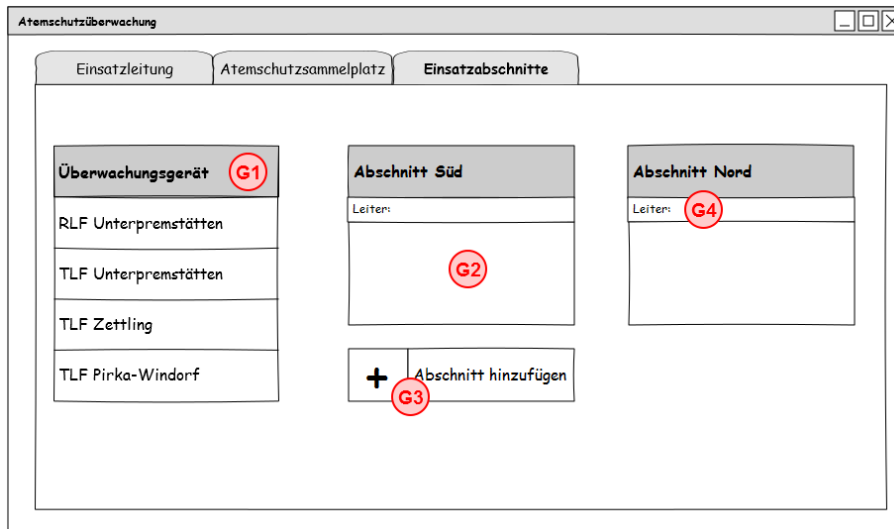 Atemschutzüberwachung
Einsatzleitung
Atemschutzsammelplatz
Einsatzabschnitte
Überwachungsgerät G1
RLF Unterpremstätten
TLF Unterpremstätten
TLF Zettling
TLF Pirka-Windorf
Abschnitt Süd
Leiter:
G2
+ Abschnitt hinzufügen
G3
Abschnitt Nord
Leiter: G4